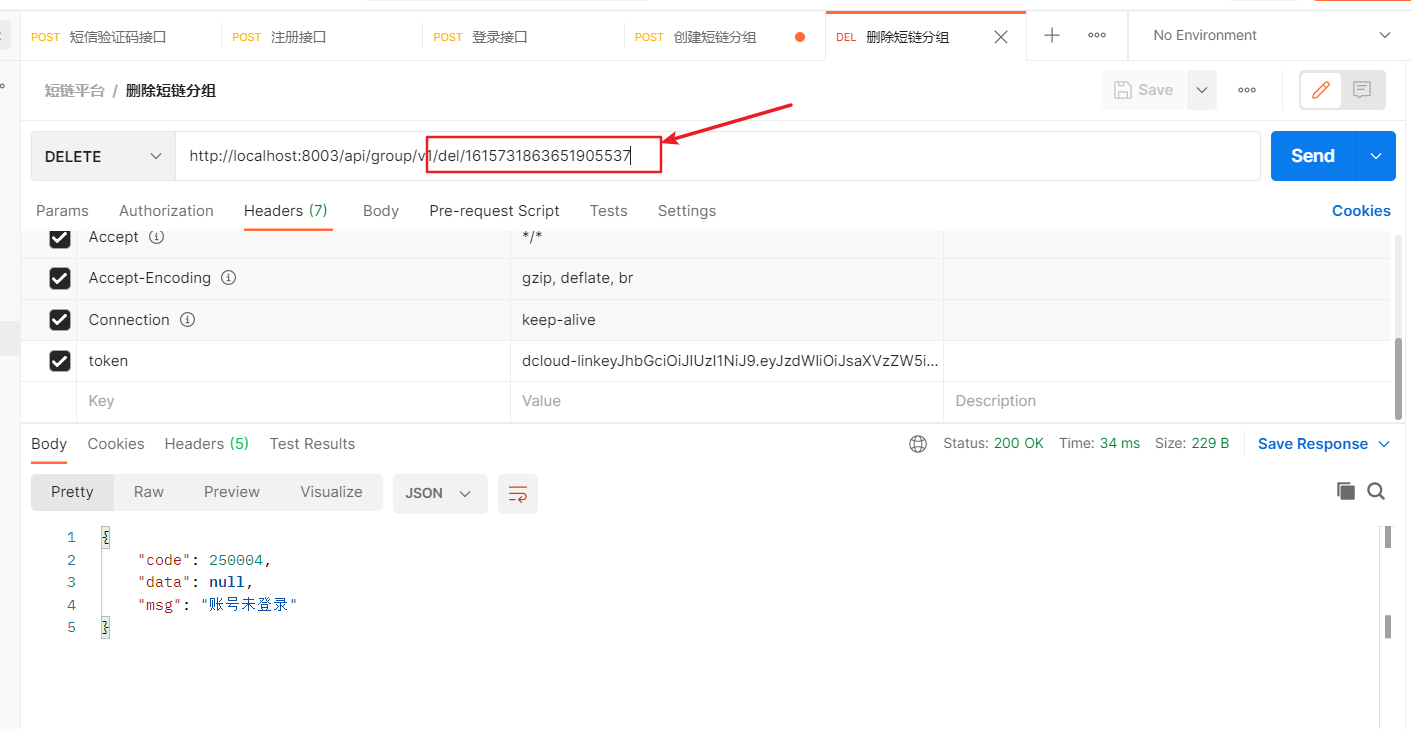 POST 短信验证码接口 POST 注册接口 POST 登录接口 POST 创建短链分组 DEL 删除短链分组 No Environment
短链平台 / 删除短链分组 Save
DELETE http://localhost:8003/api/group/v1/del/1615731863651905537 Send
Params Authorization Headers (7) Body Pre-request Script Tests Settings Cookies
Accept */*
Accept-Encoding gzip, deflate, br
Connection keep-alive
token dcloud-linkeyJhbGciOiJIUzI1NiJ9.eyJzdWIiOiJsaXVzZW5i...
Key Value Description
Body Cookies Headers (5) Test Results Status: 200 OK Time: 34 ms Size: 229 B Save Response
Pretty Raw Preview Visualize JSON
1 {
2 "code": 250004,
3 "data": null,
4 "msg": "账号未登录"
5 }